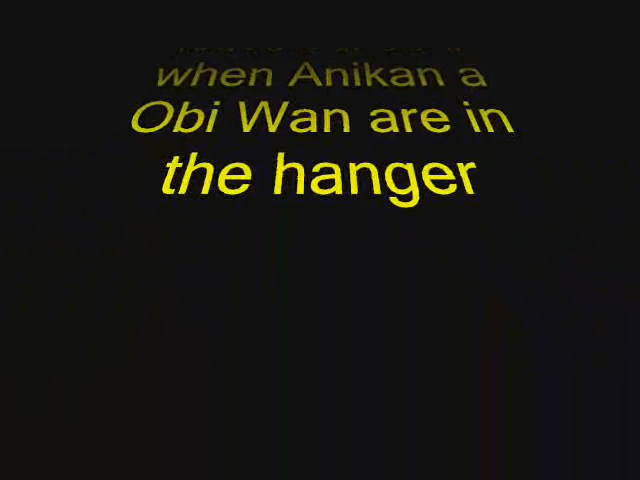 when Anikan a
Obi Wan are in
the hanger